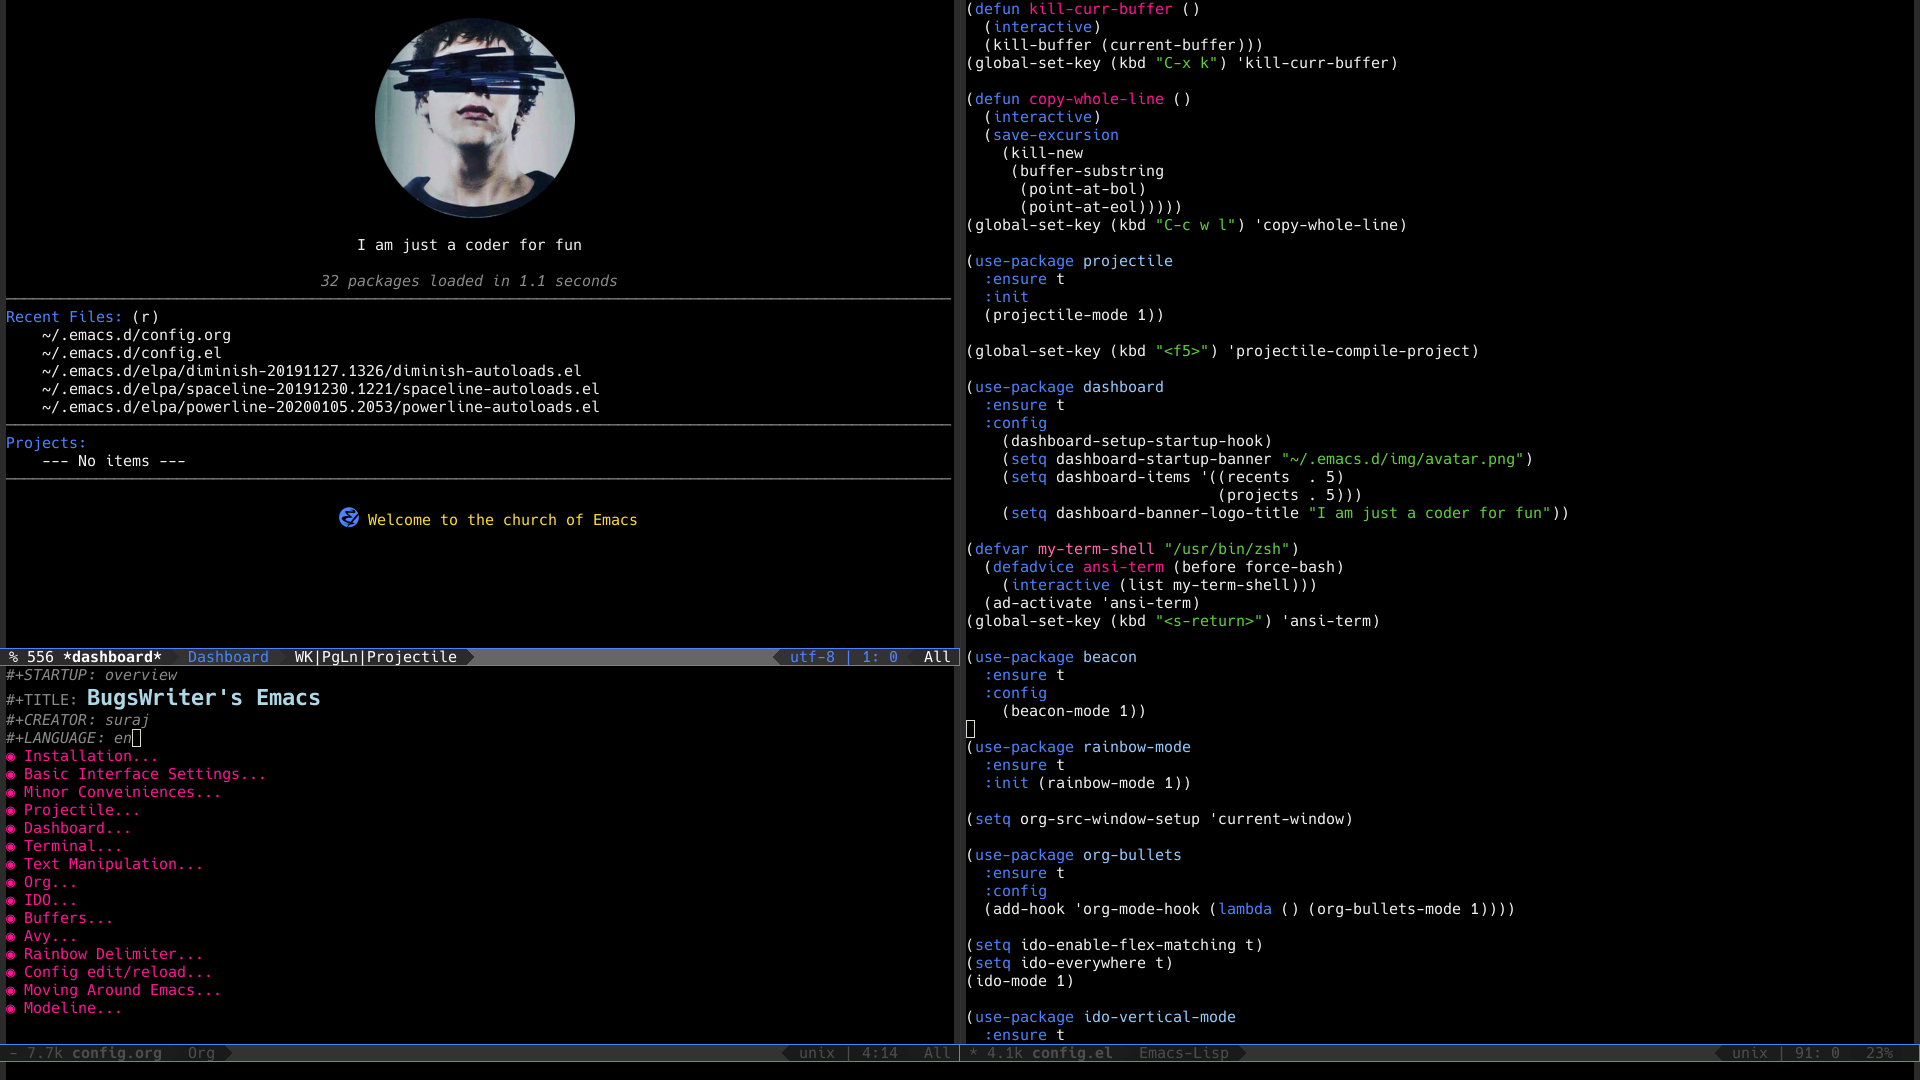 I am just a coder for fun
32 packages loaded in 1.1 seconds
Recent Files: (r)
    ~/.emacs.d/config.org
    ~/.emacs.d/config.el
    ~/.emacs.d/elpa/diminish-20191127.1326/diminish-autoloads.el
    ~/.emacs.d/elpa/spaceline-20191230.1221/spaceline-autoloads.el
    ~/.emacs.d/elpa/powerline-20200105.2053/powerline-autoloads.el
Projects:
    --- No items ---
Welcome to the church of Emacs
% 556 *dashboard*   Dashboard   WK|PgLn|Projectile   utf-8 | 1: 0   All
#+STARTUP: overview
#+TITLE: BugsWriter's Emacs
#+CREATOR: suraj
#+LANGUAGE: en
◉ Installation...
◉ Basic Interface Settings...
◉ Minor Conveiniences...
◉ Projectile...
◉ Dashboard...
◉ Terminal...
◉ Text Manipulation...
◉ Org...
◉ IDO...
◉ Buffers...
◉ Avy...
◉ Rainbow Delimiter...
◉ Config edit/reload...
◉ Moving Around Emacs...
◉ Modeline...
- 7.7k config.org   Org   unix | 4:14   All
(defun kill-curr-buffer ()
  (interactive)
  (kill-buffer (current-buffer)))
(global-set-key (kbd "C-x k") 'kill-curr-buffer)
(defun copy-whole-line ()
  (interactive)
  (save-excursion
    (kill-new
     (buffer-substring
      (point-at-bol)
      (point-at-eol)))))
(global-set-key (kbd "C-c w l") 'copy-whole-line)
(use-package projectile
  :ensure t
  :init
  (projectile-mode 1))
(global-set-key (kbd "<f5>") 'projectile-compile-project)
(use-package dashboard
  :ensure t
  :config
    (dashboard-setup-startup-hook)
    (setq dashboard-startup-banner "~/.emacs.d/img/avatar.png")
    (setq dashboard-items '((recents  . 5)
                            (projects . 5)))
    (setq dashboard-banner-logo-title "I am just a coder for fun"))
(defvar my-term-shell "/usr/bin/zsh")
  (defadvice ansi-term (before force-bash)
    (interactive (list my-term-shell)))
  (ad-activate 'ansi-term)
(global-set-key (kbd "<s-return>") 'ansi-term)
(use-package beacon
  :ensure t
  :config
    (beacon-mode 1))
(use-package rainbow-mode
  :ensure t
  :init (rainbow-mode 1))
(setq org-src-window-setup 'current-window)
(use-package org-bullets
  :ensure t
  :config
  (add-hook 'org-mode-hook (lambda () (org-bullets-mode 1))))
(setq ido-enable-flex-matching t)
(setq ido-everywhere t)
(ido-mode 1)
(use-package ido-vertical-mode
  :ensure t
* 4.1k config.el   Emacs-Lisp   unix | 91: 0   23%